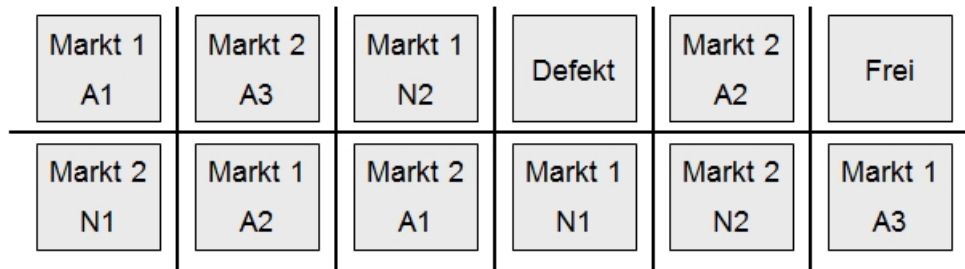 Markt 1
A1
Markt 2
A3
Markt 1
N2
Defekt
Markt 2
A2
Frei
Markt 2
N1
Markt 1
A2
Markt 2
A1
Markt 1
N1
Markt 2
N2
Markt 1
A3